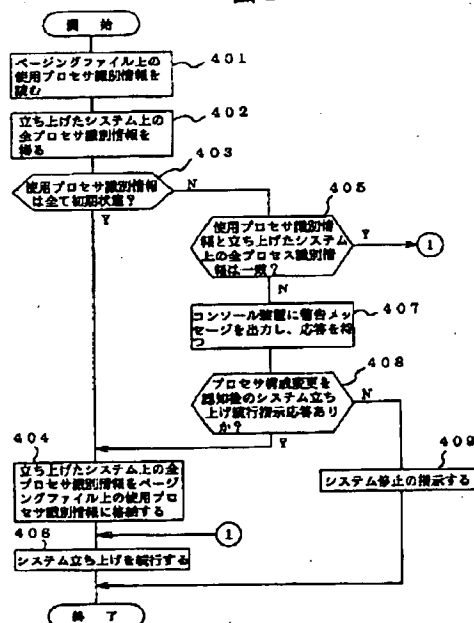 開始
ページングファイル上の
使用プロセサ識別情報を
読む
401
立ち上げたシステム上の
全プロセサ識別情報を
得る
402
403
使用プロセサ識別情報
は全て初期状態?
N
Y
405
使用プロセサ識別情
報と立ち上げたシステム
上の全プロセス識別情
報は一致?
Y
1
N
コンソール装置に警告メッ
セージを出力し、応答を待
つ
407
408
プロセサ構成変更を
認知後のシステム立ち
上げ続行指示応答あり
か?
N
Y
404
立ち上げたシステム上の全
プロセサ識別情報をページ
ングファイル上の使用プロセ
サ識別情報に格納する
409
システム停止の指示する
1
406
システム立ち上げを続行する
終了